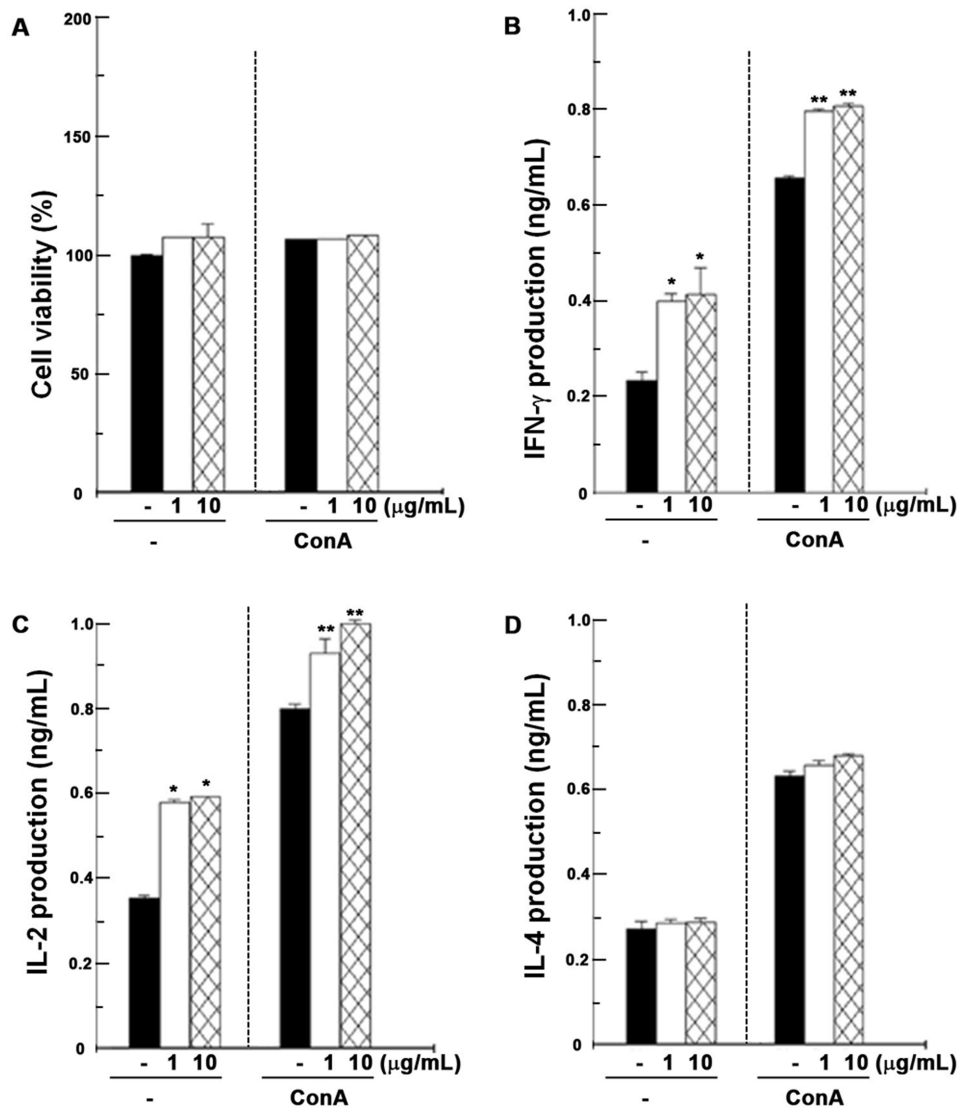 A
Cell viability (%)
200
150
100
50
0
- 1 10 - 1 10 (μg/mL)
- ConA
B
IFN-γ production (ng/mL)
1.0
0.8
0.6
0.4
0.2
0
* * ** **
- 1 10 - 1 10 (μg/mL)
- ConA
C
IL-2 production (ng/mL)
1.0
0.8
0.6
0.4
0.2
0
* * ** **
- 1 10 - 1 10 (μg/mL)
- ConA
D
IL-4 production (ng/mL)
1.0
0.8
0.6
0.4
0.2
0
- 1 10 - 1 10 (μg/mL)
- ConA